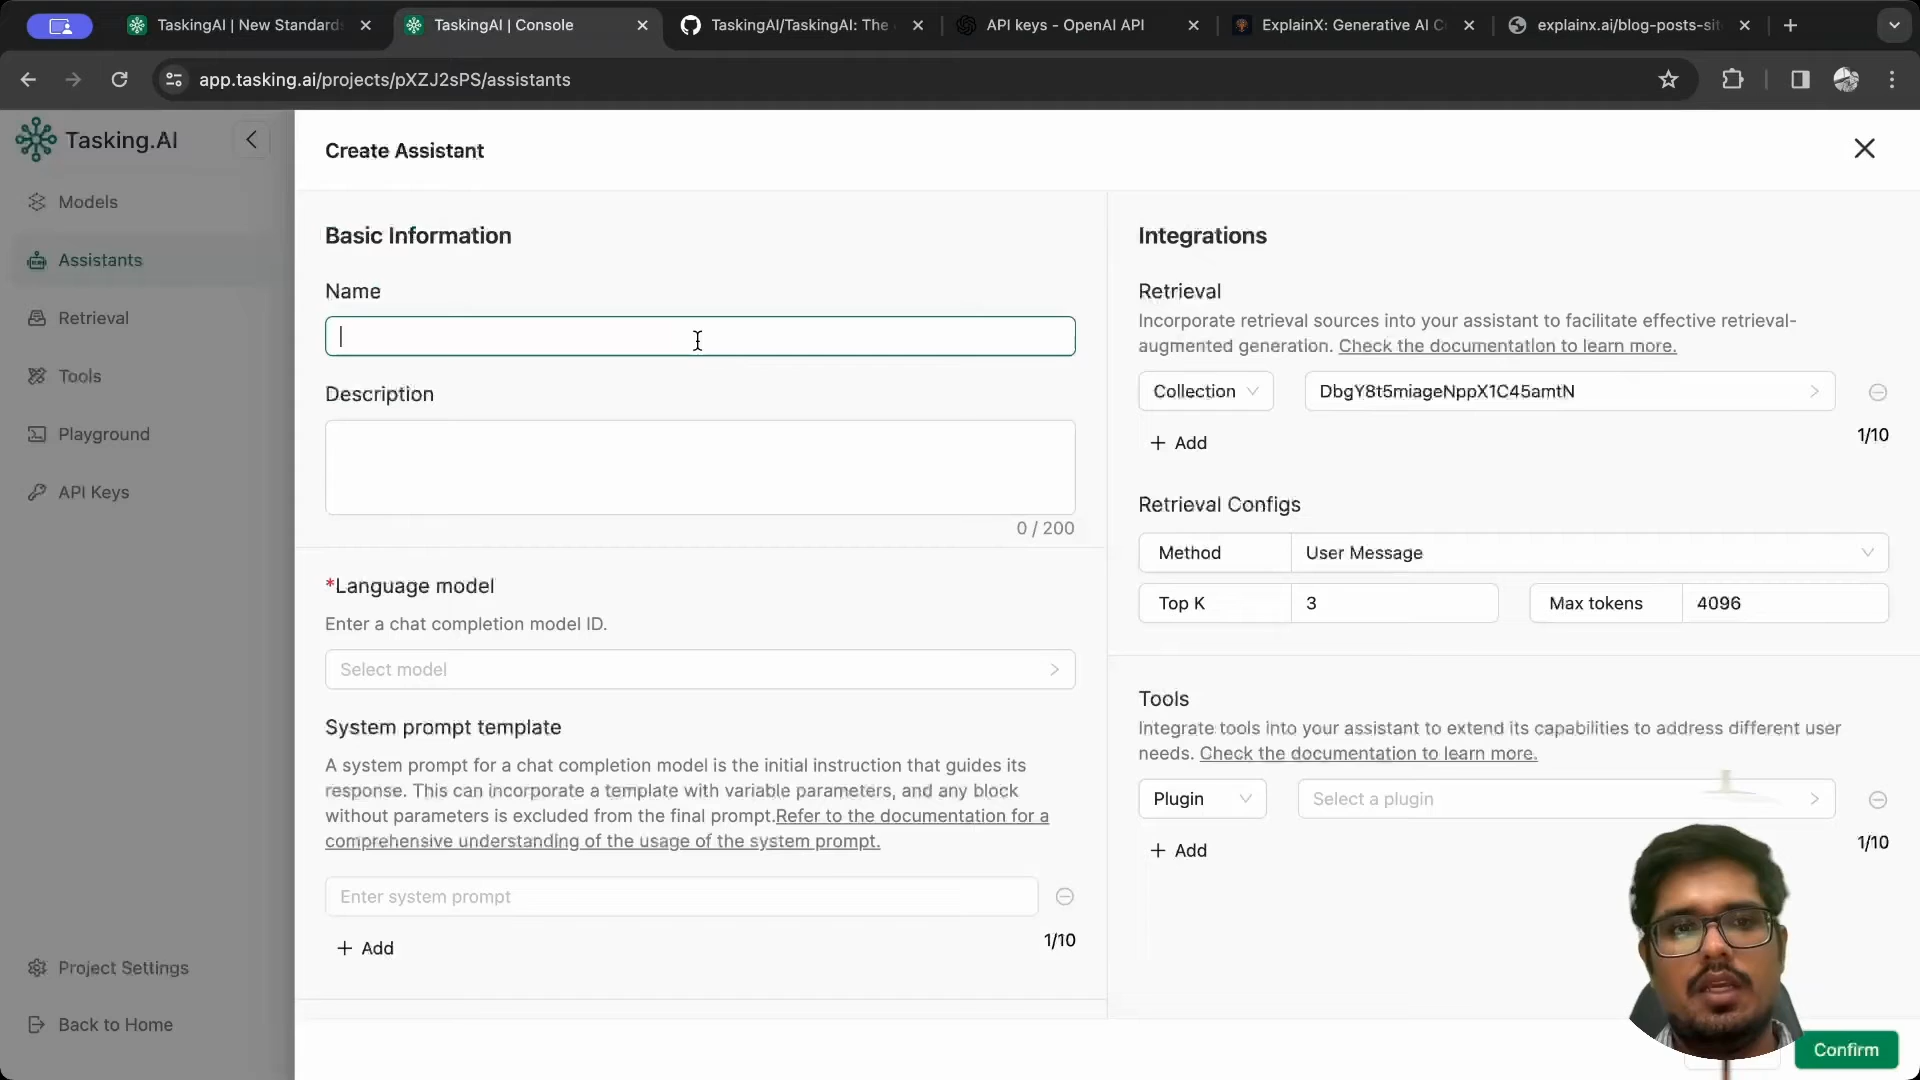 TaskingAI | New Standards
TaskingAI | Console
TaskingAI/TaskingAI: The
API keys - OpenAI API
ExplainX: Generative AI C
explainx.ai/blog-posts-sit
app.tasking.ai/projects/pXZJ2sPS/assistants
Tasking.AI
Models
Assistants
Retrieval
Tools
Playground
API Keys
Project Settings
Back to Home
Create Assistant
Basic Information
Name
Description
0 / 200
*Language model
Enter a chat completion model ID.
Select model
System prompt template
A system prompt for a chat completion model is the initial instruction that guides its
response. This can incorporate a template with variable parameters, and any block
without parameters is excluded from the final prompt.Refer to the documentation for a
comprehensive understanding of the usage of the system prompt.
Enter system prompt
+ Add
1/10
Integrations
Retrieval
Incorporate retrieval sources into your assistant to facilitate effective retrieval-
augmented generation. Check the documentation to learn more.
Collection
DbgY8t5miageNppX1C45amtN
+ Add
1/10
Retrieval Configs
Method
User Message
Top K
3
Max tokens
4096
Tools
Integrate tools into your assistant to extend its capabilities to address different user
needs. Check the documentation to learn more.
Plugin
Select a plugin
+ Add
1/10
Confirm